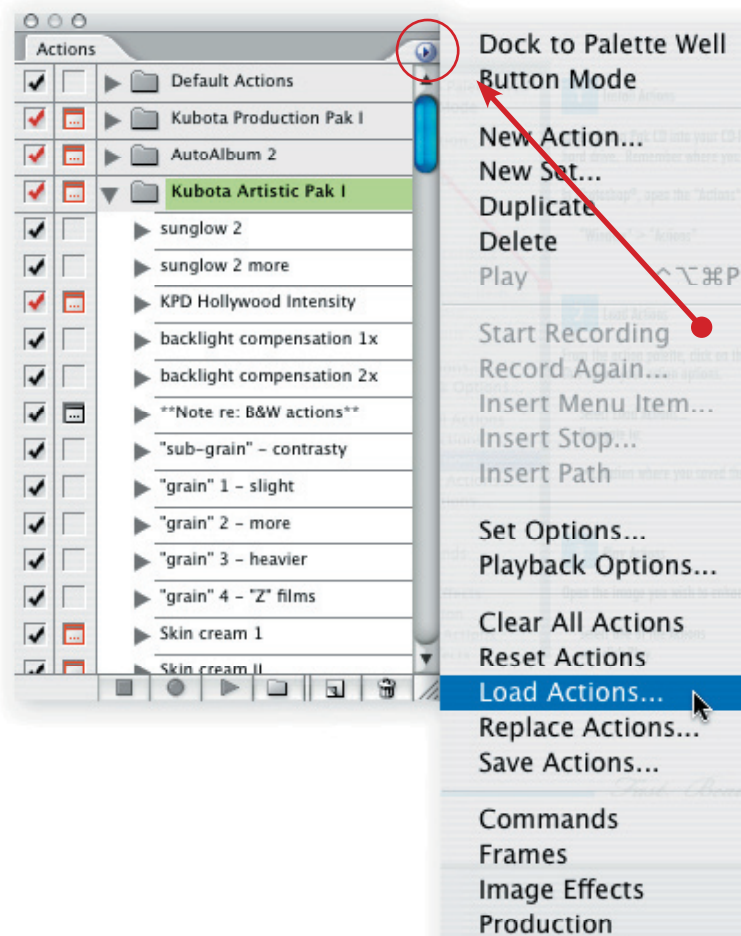 Actions
Default Actions
Kubota Production Pak I
AutoAlbum 2
Kubota Artistic Pak I
sunglow 2
sunglow 2 more
KPD Hollywood Intensity
backlight compensation 1x
backlight compensation 2x
**Note re: B&W actions**
"sub-grain" – contrasty
"grain" 1 – slight
"grain" 2 – more
"grain" 3 – heavier
"grain" 4 – "Z" films
Skin cream 1
Skin cream II
Dock to Palette Well
Button Mode
New Action...
New Set...
Duplicate
Delete
Play ⌃⌥⌘P
Start Recording
Record Again...
Insert Menu Item...
Insert Stop...
Insert Path
Set Options...
Playback Options...
Clear All Actions
Reset Actions
Load Actions...
Replace Actions...
Save Actions...
Commands
Frames
Image Effects
Production